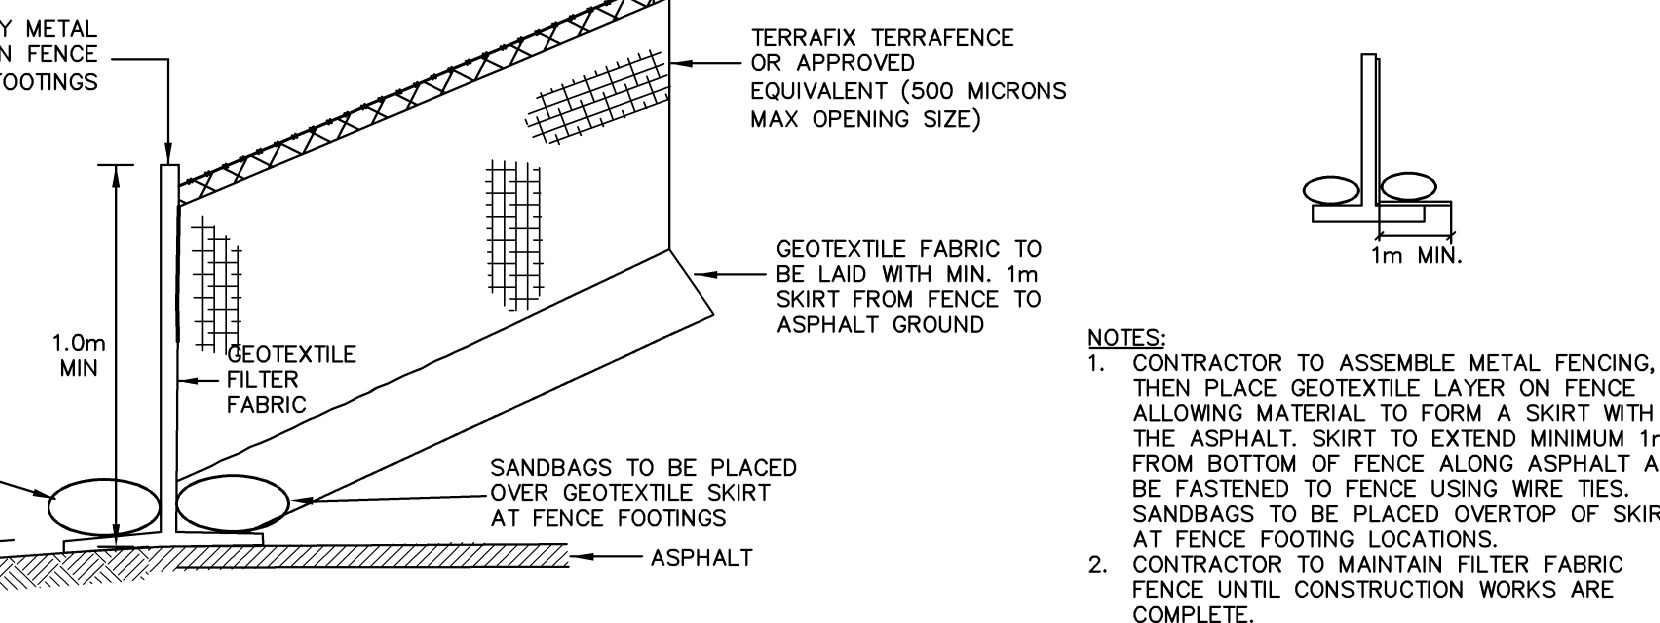 Y METAL
N FENCE
FOOTINGS
TERRAFIX TERRAFENCE
OR APPROVED
EQUIVALENT (500 MICRONS
MAX OPENING SIZE)
1m MIN.
GEOTEXTILE FABRIC TO
BE LAID WITH MIN. 1m
SKIRT FROM FENCE TO
ASPHALT GROUND
1.0m
MIN
GEOTEXTILE
FILTER
FABRIC
SANDBAGS TO BE PLACED
OVER GEOTEXTILE SKIRT
AT FENCE FOOTINGS
ASPHALT
NOTES:
1. CONTRACTOR TO ASSEMBLE METAL FENCING,
THEN PLACE GEOTEXTILE LAYER ON FENCE
ALLOWING MATERIAL TO FORM A SKIRT WITH
THE ASPHALT. SKIRT TO EXTEND MINIMUM 1
FROM BOTTOM OF FENCE ALONG ASPHALT A
BE FASTENED TO FENCE USING WIRE TIES.
SANDBAGS TO BE PLACED OVERTOP OF SKIR
AT FENCE FOOTING LOCATIONS.
2. CONTRACTOR TO MAINTAIN FILTER FABRIC
FENCE UNTIL CONSTRUCTION WORKS ARE
COMPLETE.